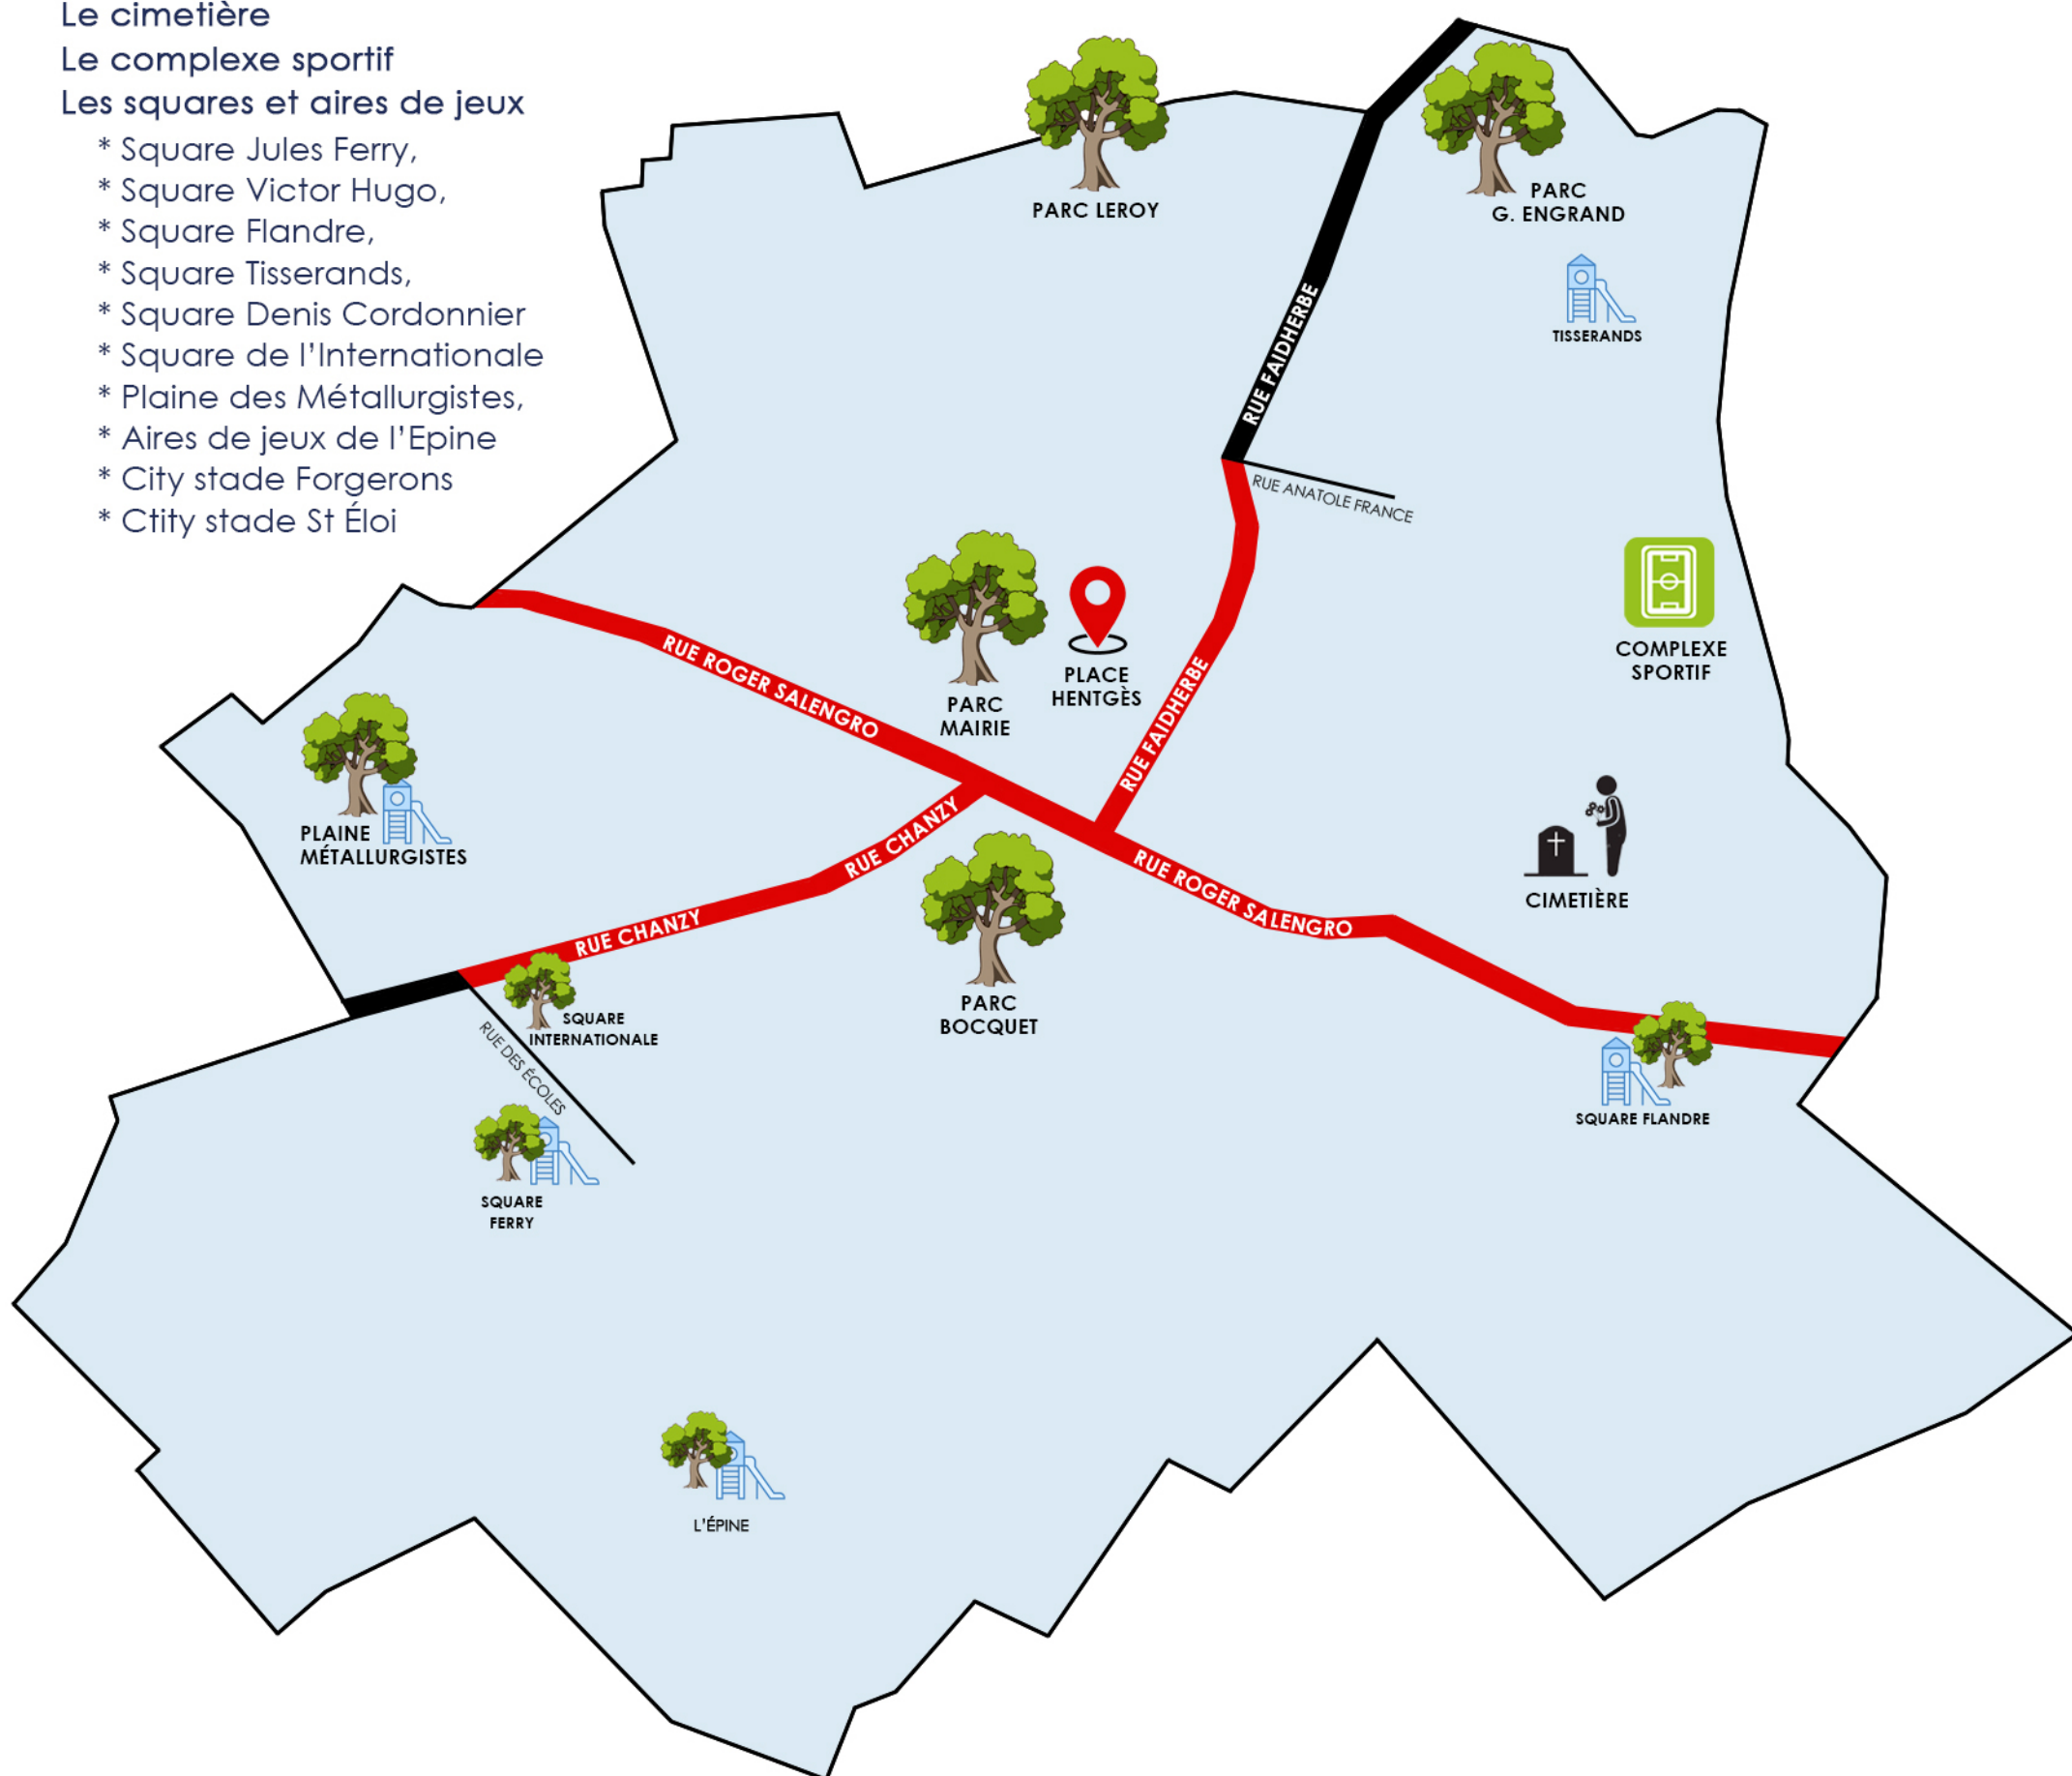 Le cimetière
Le complexe sportif
Les squares et aires de jeux
* Square Jules Ferry,
* Square Victor Hugo,
* Square Flandre,
* Square Tisserands,
* Square Denis Cordonnier
* Square de l'Internationale
* Plaine des Métallurgistes,
* Aires de jeux de l'Epine
* City stade Forgerons
* Ctity stade St Éloi
PARC LEROY
PARC
G. ENGRAND
TISSERANDS
RUE FAIDHERBE
RUE ANATOLE FRANCE
COMPLEXE
SPORTIF
PLACE
HENTGÈS
PARC
MAIRIE
RUE ROGER SALENGRO
RUE FAIDHERBE
PLAINE
MÉTALLURGISTES
RUE CHANZY
RUE CHANZY
RUE ROGER SALENGRO
CIMETIÈRE
PARC
BOCQUET
SQUARE
INTERNATIONALE
RUE DES ÉCOLES
SQUARE FLANDRE
SQUARE
FERRY
L'ÉPINE